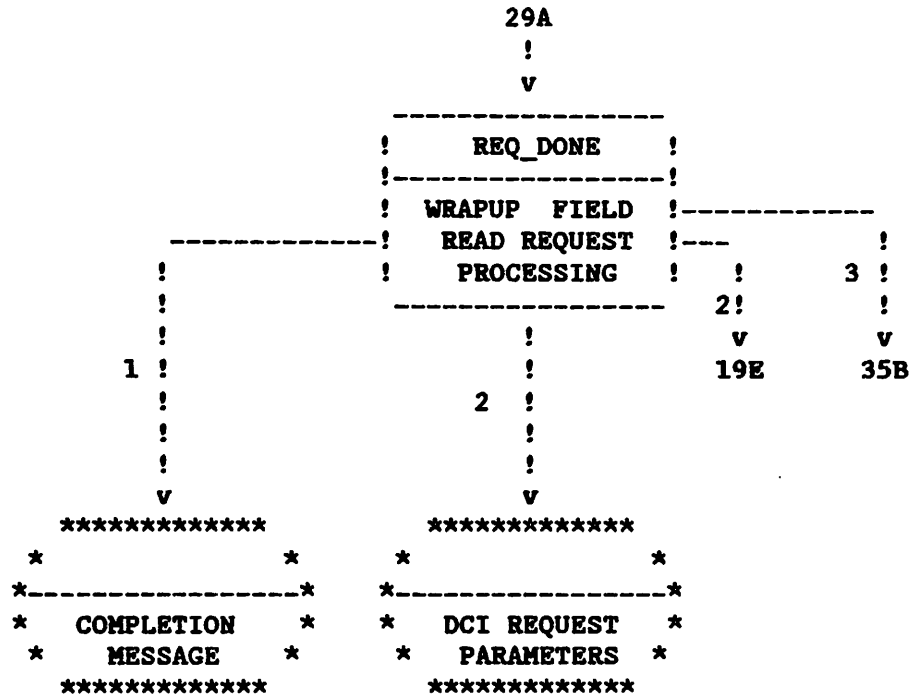 29A
REQ_DONE
WRAPUP FIELD
READ REQUEST
PROCESSING
3
2
1
19E
35B
2
COMPLETION
MESSAGE
DCI REQUEST
PARAMETERS